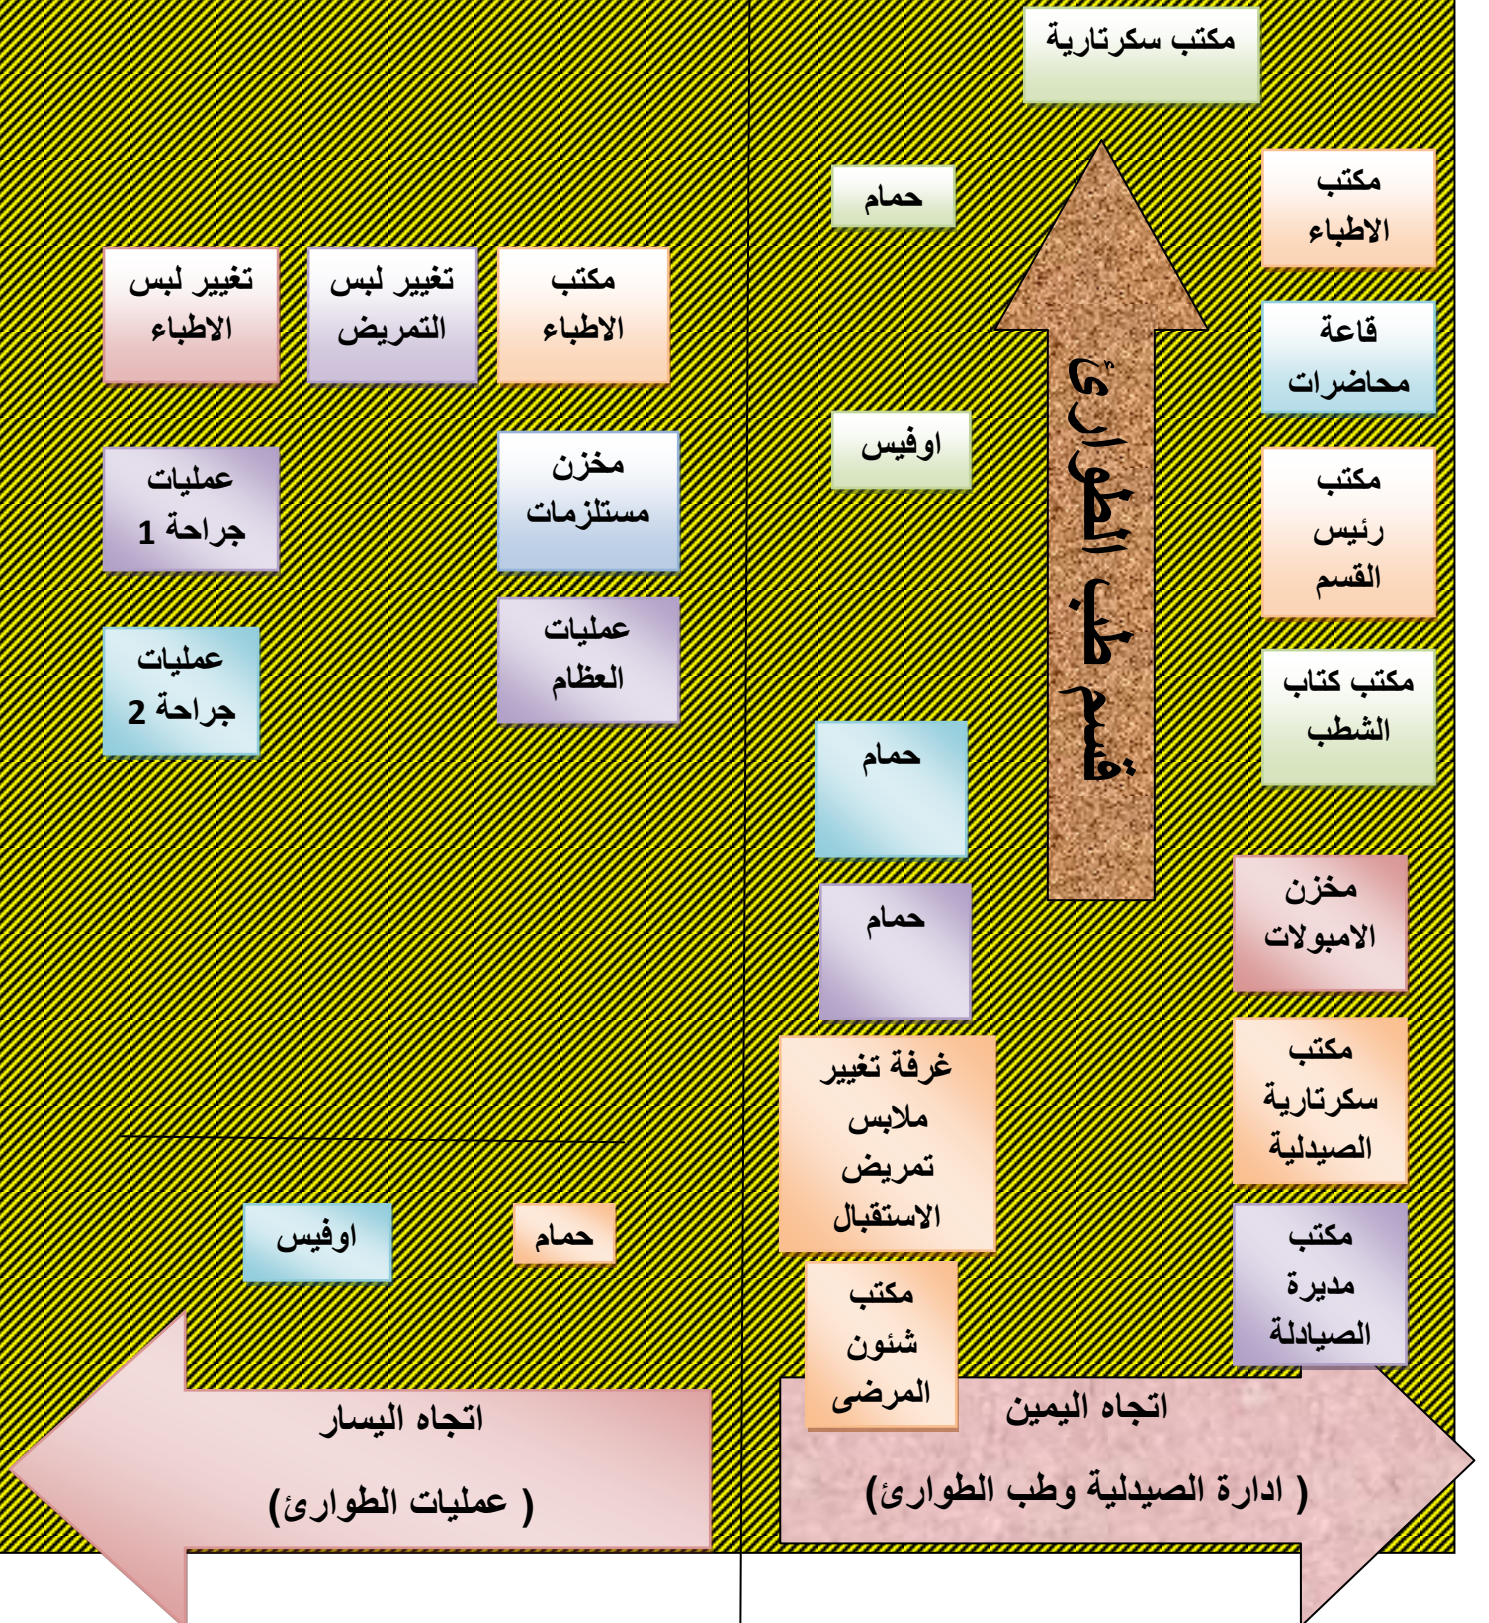 مكتب سكرتارية
مكتب
الاطباء
حمام
قاعة
محاضرات
اوفيس
مكتب
رئيس
القسم
مكتب كتاب
الشطب
قسم طب الطوارئ
حمام
مخزن
الامبولات
حمام
مكتب
سكرتارية
الصيدلية
غرفة تغيير
ملابس
تمريض
الاستقبال
مكتب
مديرة
الصيادلة
مكتب
شئون
المرضى
اتجاه اليمين
( ادارة الصيدلية وطب الطوارئ)
مكتب
الاطباء
تغيير لبس
التمريض
تغيير لبس
الاطباء
مخزن
مستلزمات
عمليات
جراحة 1
عمليات
العظام
عمليات
جراحة 2
حمام
اوفيس
اتجاه اليسار
( عمليات الطوارئ)